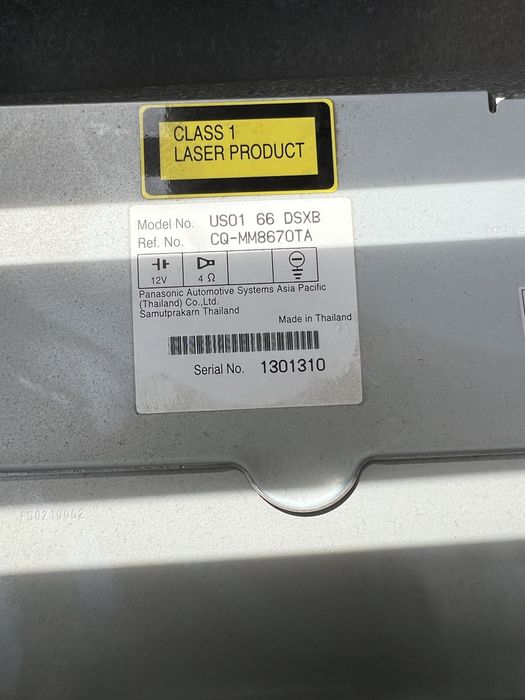 CLASS 1
LASER PRODUCT
Model No. US01 66 DSXB
Ref. No. CQ-MM8670TA
12V 4 Ω
Panasonic Automotive Systems Asia Pacific
(Thailand) Co.,Ltd.
Samutprakarn Thailand
Made in Thailand
Serial No. 1301310
FG0210002